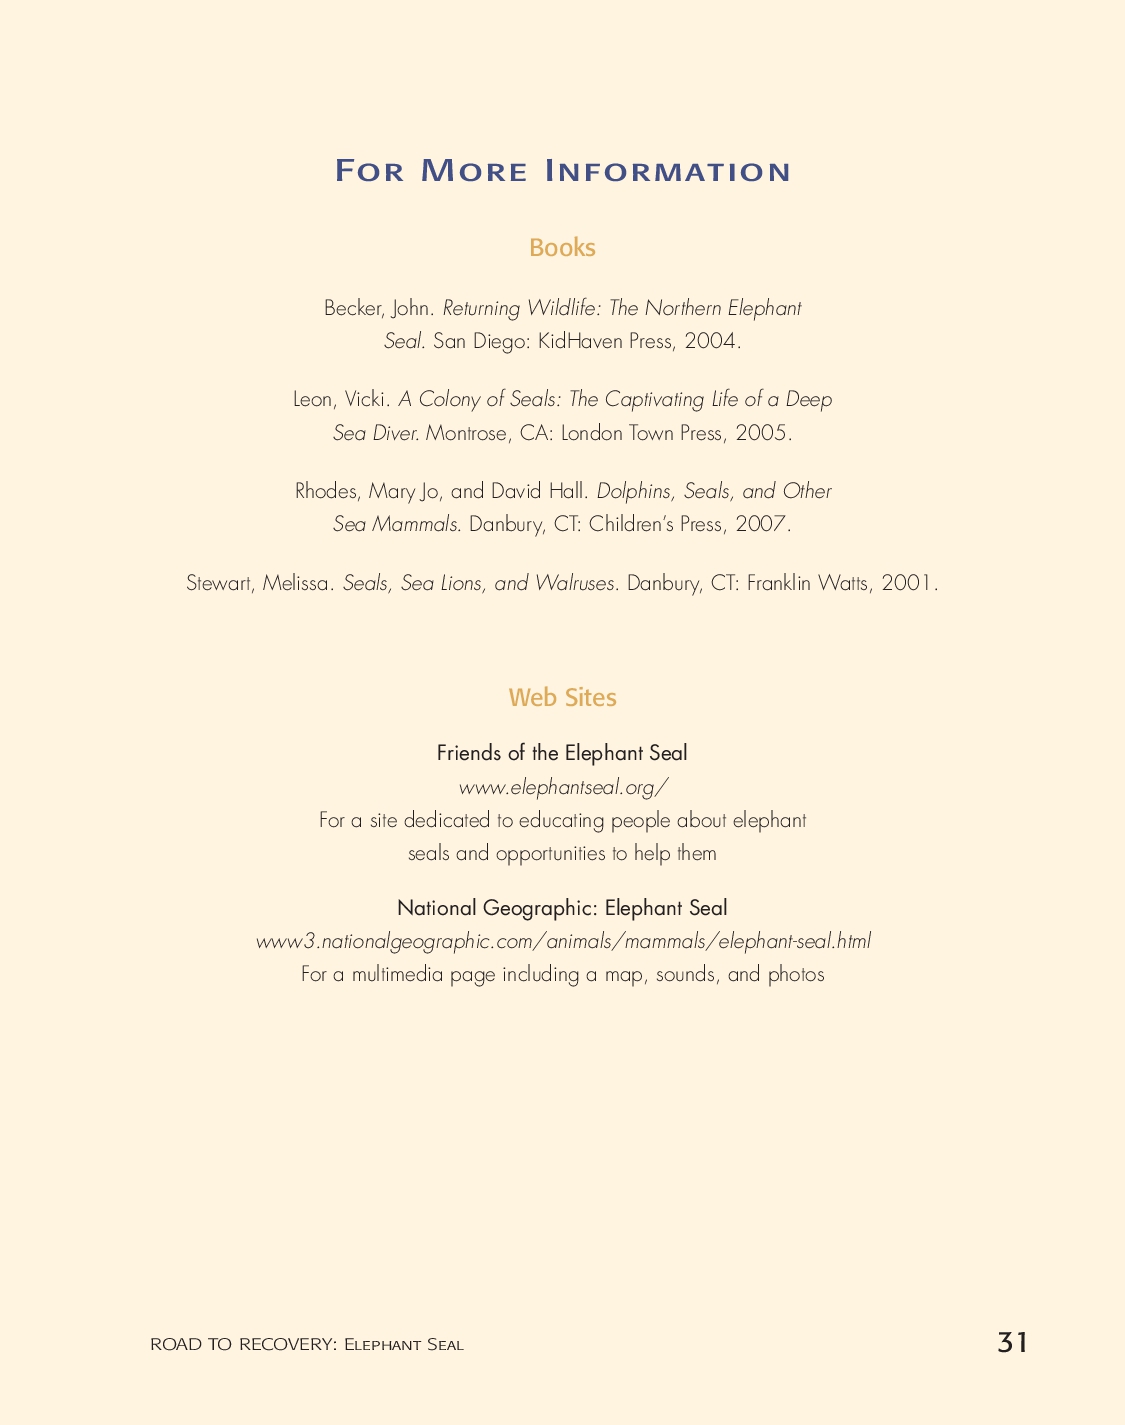 For More Information
Books
Becker, John. Returning Wildlife: The Northern Elephant
Seal. San Diego: KidHaven Press, 2004.
Leon, Vicki. A Colony of Seals: The Captivating Life of a Deep
Sea Diver. Montrose, CA: London Town Press, 2005.
Rhodes, Mary Jo, and David Hall. Dolphins, Seals, and Other
Sea Mammals. Danbury, CT: Children’s Press, 2007.
Stewart, Melissa. Seals, Sea Lions, and Walruses. Danbury, CT: Franklin Watts, 2001.
Web Sites
Friends of the Elephant Seal
www.elephantseal.org/
For a site dedicated to educating people about elephant
seals and opportunities to help them
National Geographic: Elephant Seal
www3.nationalgeographic.com/animals/mammals/elephant-seal.html
For a multimedia page including a map, sounds, and photos
ROAD TO RECOVERY: Elephant Seal 31